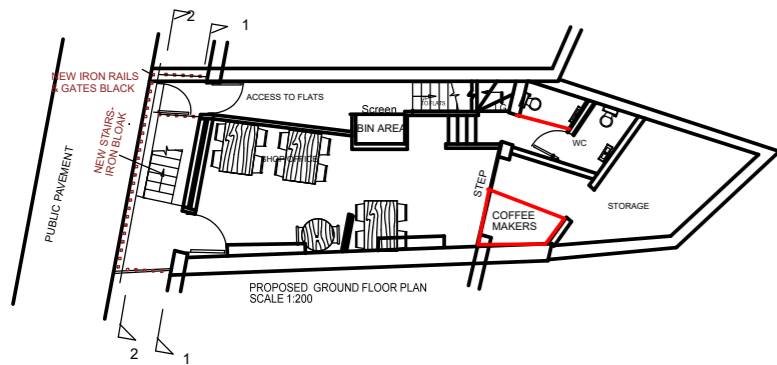 2
1
NEW IRON RAILS
& GATES BLACK
ACCESS TO FLATS
TO FLATS
Screen
BIN AREA
NEW STAIRS-
IRON BLOAK
SHOP OFFICE
WC
PUBLIC PAVEMENT
STEP
STORAGE
COFFEE
MAKERS
PROPOSED GROUND FLOOR PLAN
SCALE 1:200
2
1